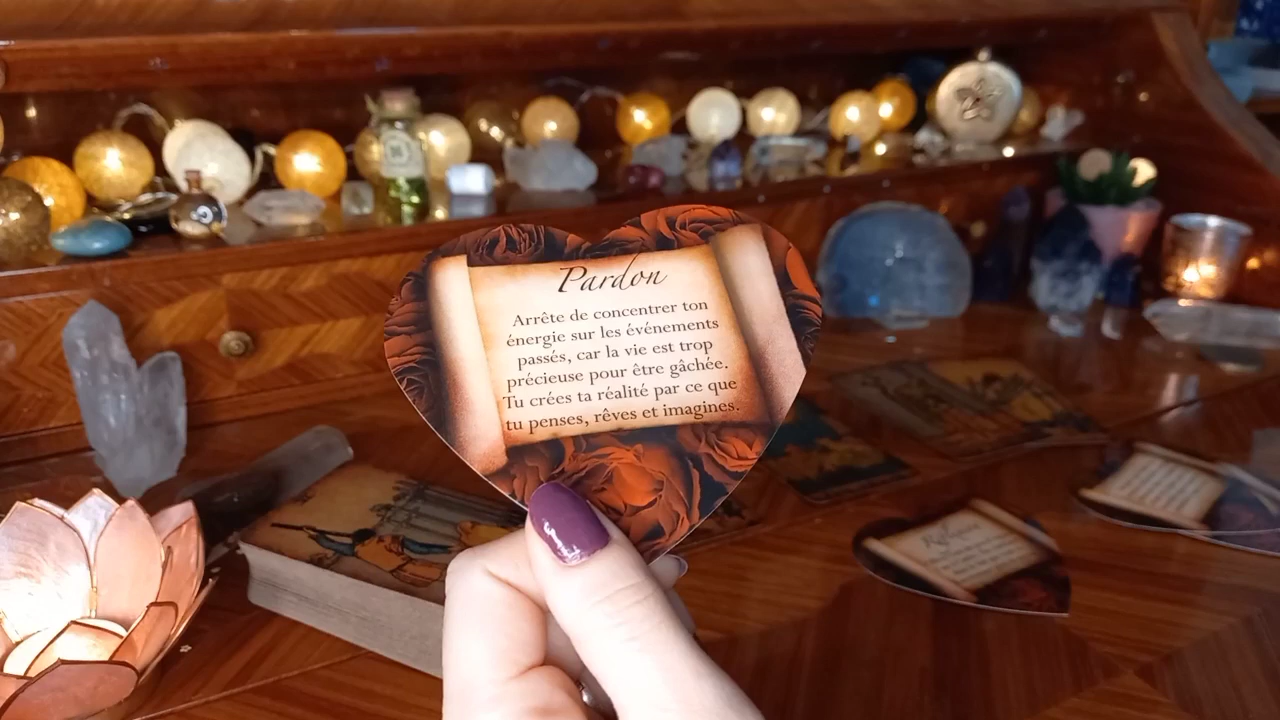 Pardon
Arrête de concentrer ton
énergie sur les événements
passés, car la vie est trop
précieuse pour être gâchée.
Tu crées ta réalité par ce que
tu penses, rêves et imagines.